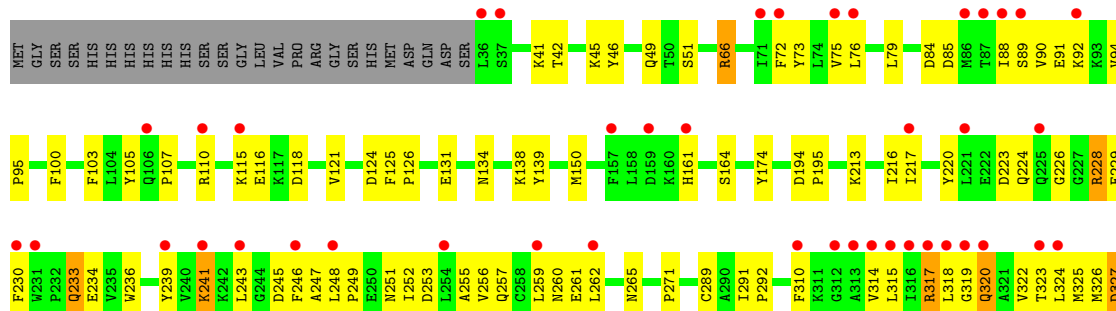 MET GLY SER SER HIS HIS HIS HIS HIS HIS SER SER GLY LEU VAL PRO ARG GLY SER HIS MET ASP GLN ASP SER L36 S37 K41 T42 K45 Y46 Q49 T50 S51 R66 I71 F72 Y73 L74 V75 L76 L79 D84 D85 M86 T87 I88 S89 V90 E91 K92 K93 V94
P95 F100 F103 L104 Y105 Q106 P107 R110 K115 E116 K117 D118 V121 D124 F125 P126 E131 N134 K138 Y139 M150 F157 L158 D159 K160 H161 S164 Y174 D194 P195 K213 I216 I217 Y220 L221 E222 D223 Q224 Q225 G226 G227 R228 E229
F230 W231 P232 Q233 E234 V235 W236 Y239 V240 K241 K242 L243 G244 D245 F246 A247 L248 P249 E250 N251 I252 D253 L254 A255 V256 Q257 C258 L259 N260 E261 L262 N265 P271 C289 A290 I291 P292 F310 K311 G312 A313 V314 L315 I316 R317 L318 G319 Q320 A321 V322 T323 L324 M325 M326 D327